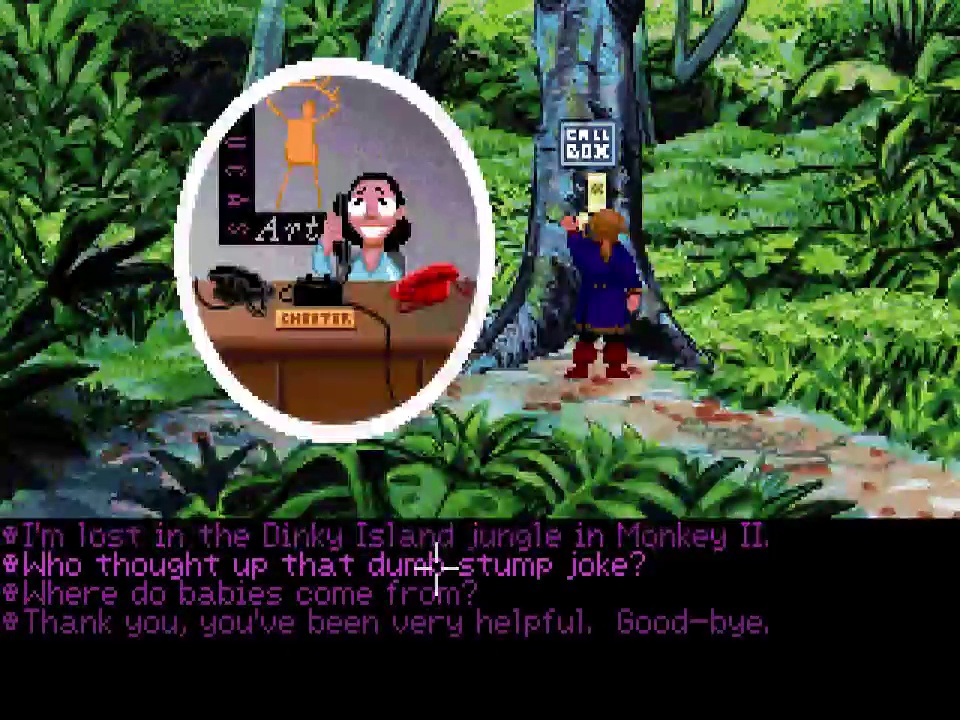 Art
CHESTER
CALL
BOX
I'm lost in the Dinky Island jungle in Monkey II.
Who thought up that dumb stump joke?
Where do babies come from?
Thank you, you've been very helpful. Good-bye.